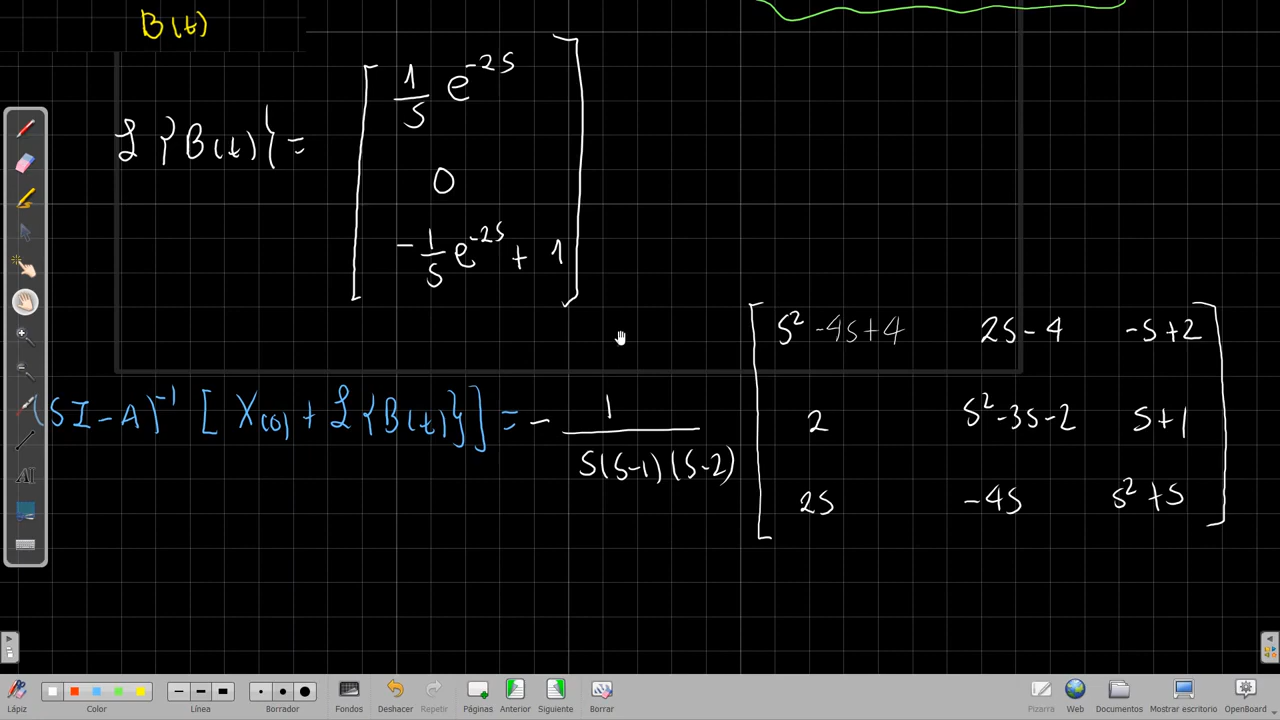 B(t)
ℒ{B(t)} = [ 1/s e^{-2s}
0
- 1/s e^{-2s} + 1 ]
(sI-A)^{-1} [ X(0) + ℒ{B(t)} ] = - 1 / s(s-1)(s-2)
[ s² -4s+4 2s-4 -s+2
2 s²-3s-2 s+1
2s -4s s²+s ]
AI
Lápiz Color Línea Borrador Fondos Deshacer Repetir Páginas Anterior Siguiente Borrar Pizarra Web Documentos Mostrar escritorio OpenBoard